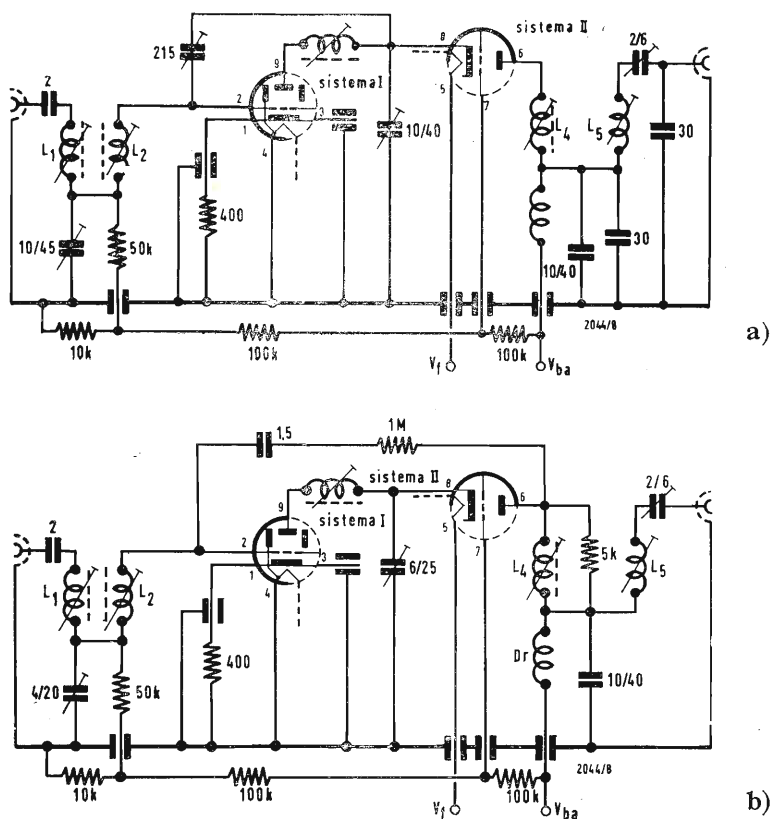 sistema II
8
2/6
215
9
sistema I
6
2
2
3
5
7
1
10/40
L4
L5
30
L1
L2
4
400
10/45
50k
10/40
30
2044/8
10k
100k
100k
a)
Vf
Vba
1,5
1M
sistema II
8
2/6
9
sistema I
6
2
2
3
5
5k
1
6/25
7
L4
L5
L1
L2
4
400
Dr
4/20
50k
10/40
2044/8
10k
100k
100k
b)
Vf
Vba